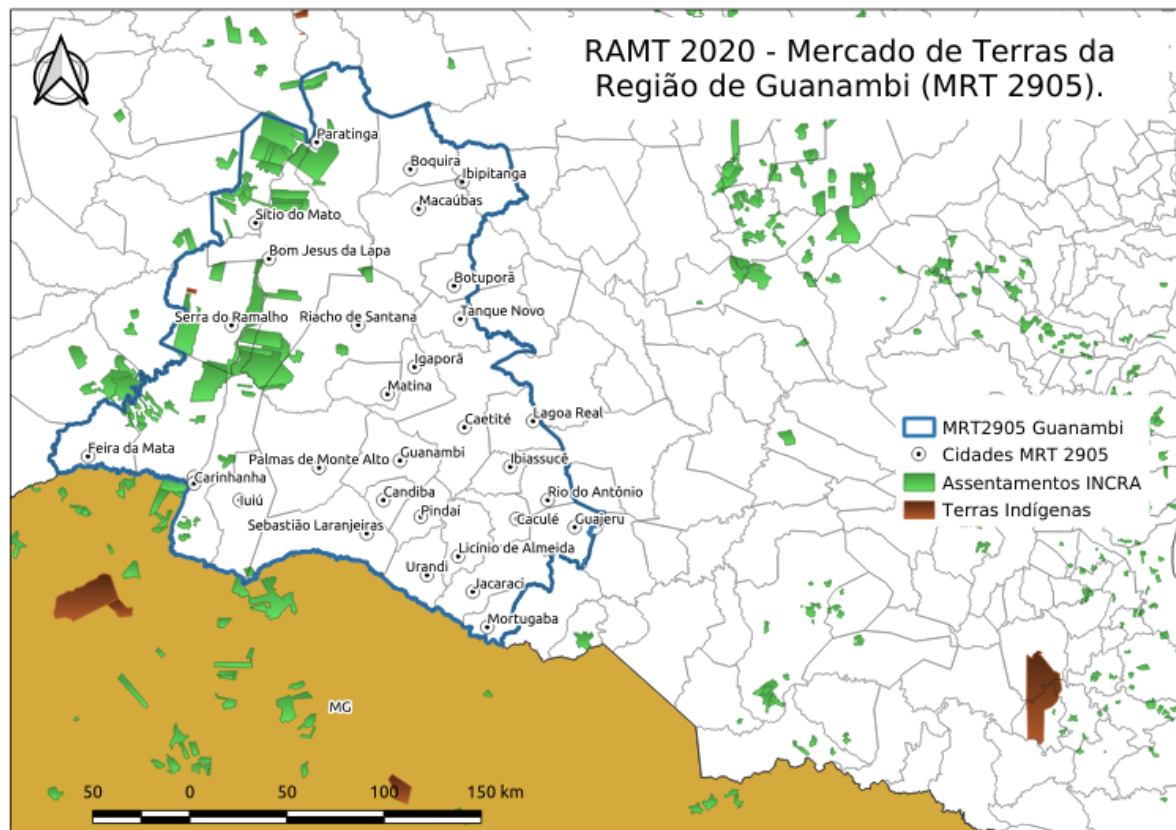 RAMT 2020 - Mercado de Terras da
Região de Guanambi (MRT 2905).
Paratinga
Boquira
Ibipitanga
Macaúbas
Sítio do Mato
Bom Jesus da Lapa
Botuporã
Serra do Ramalho
Riacho de Santana
Tanque Novo
Igaporã
Matina
Caetité
Lagoa Real
Feira da Mata
Palmas de Monte Alto
Guanambi
Ibiassucê
Carinhanha
Iuiú
Candiba
Rio do Antônio
Pindaí
Caculé
Guajeru
Sebastião Laranjeiras
Licínio de Almeida
Urandi
Jacaraci
Mortugaba
MRT2905 Guanambi
Cidades MRT 2905
Assentamentos INCRA
Terras Indígenas
MG
50 0 50 100 150 km